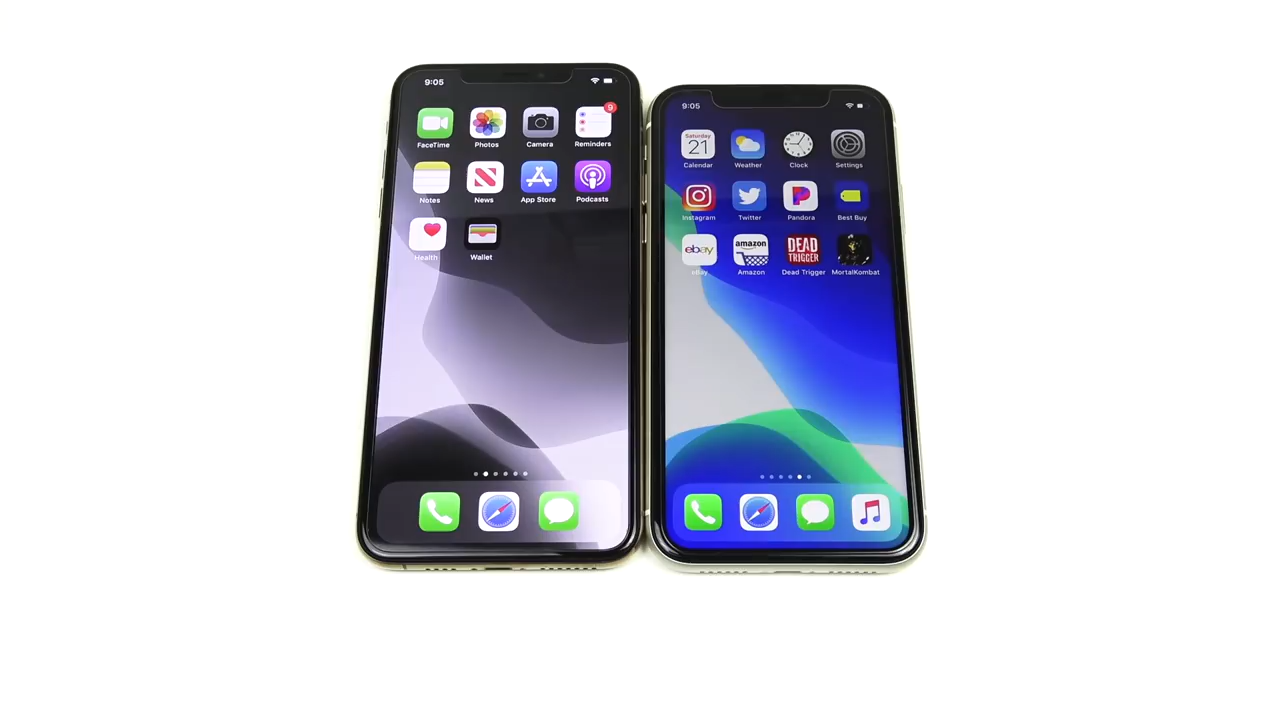 9:05
9
FaceTime
Photos
Camera
Reminders
Notes
News
App Store
Podcasts
Health
Wallet
9:05
Saturday
21
Calendar
Weather
Clock
Settings
Instagram
Twitter
Pandora
Best Buy
ebay
amazon
DEAD
TRIGGER
eBay
Amazon
Dead Trigger
MortalKombat